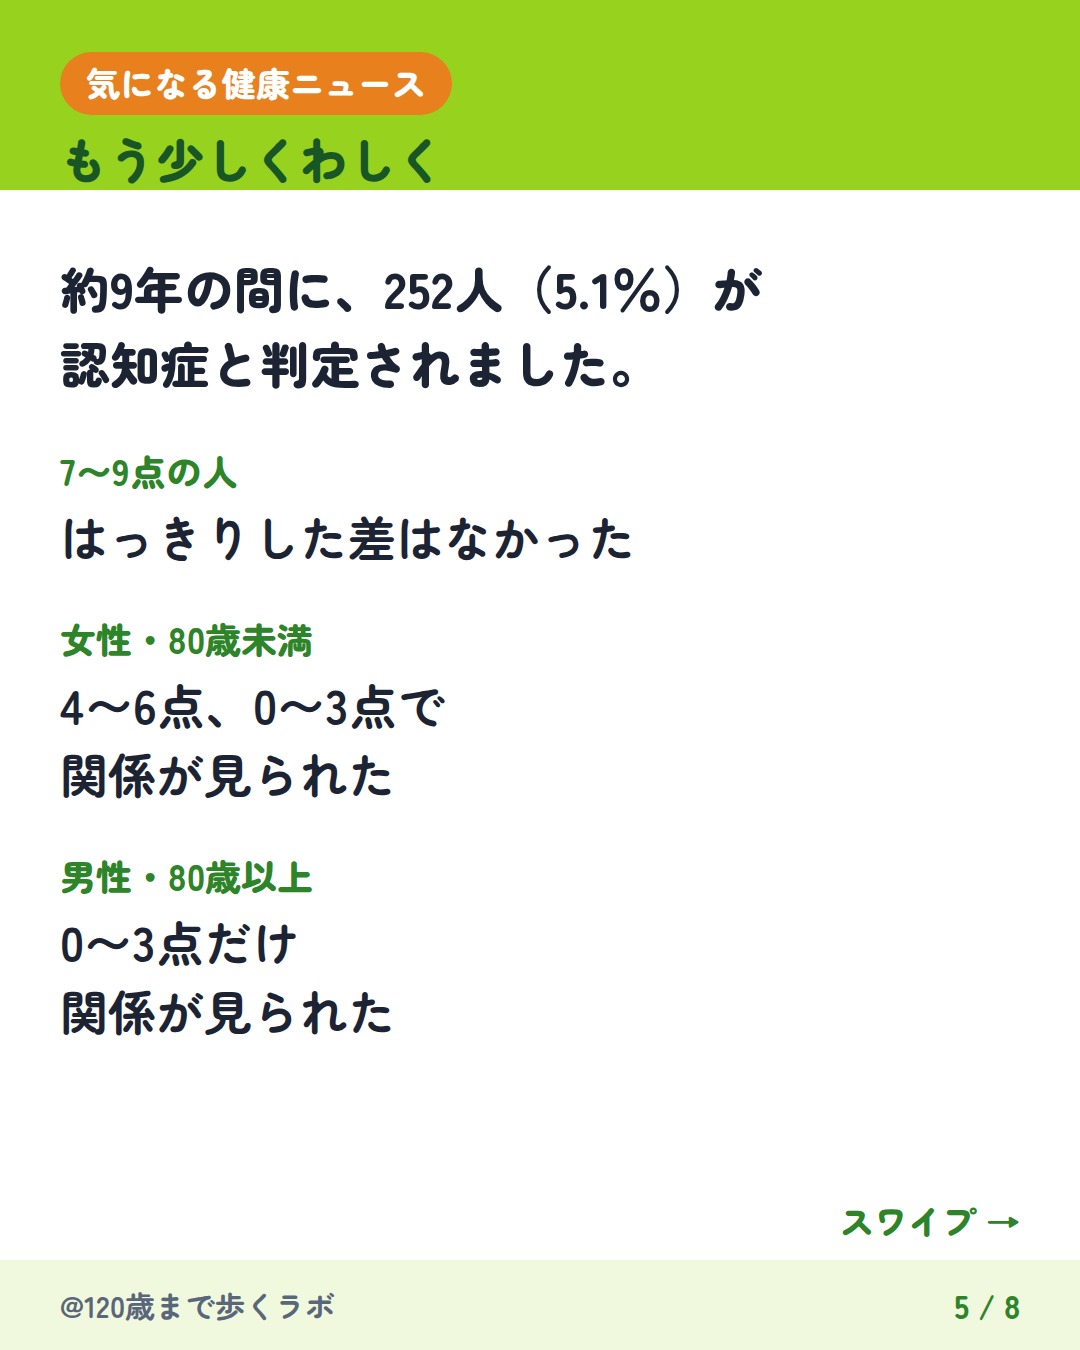 気になる健康ニュース
もう少しくわしく
約9年の間に、252人（5.1％）が
認知症と判定されました。
7〜9点の人
はっきりした差はなかった
女性・80歳未満
4〜6点、0〜3点で
関係が見られた
男性・80歳以上
0〜3点だけ
関係が見られた
スワイプ →
@120歳まで歩くラボ
5 / 8